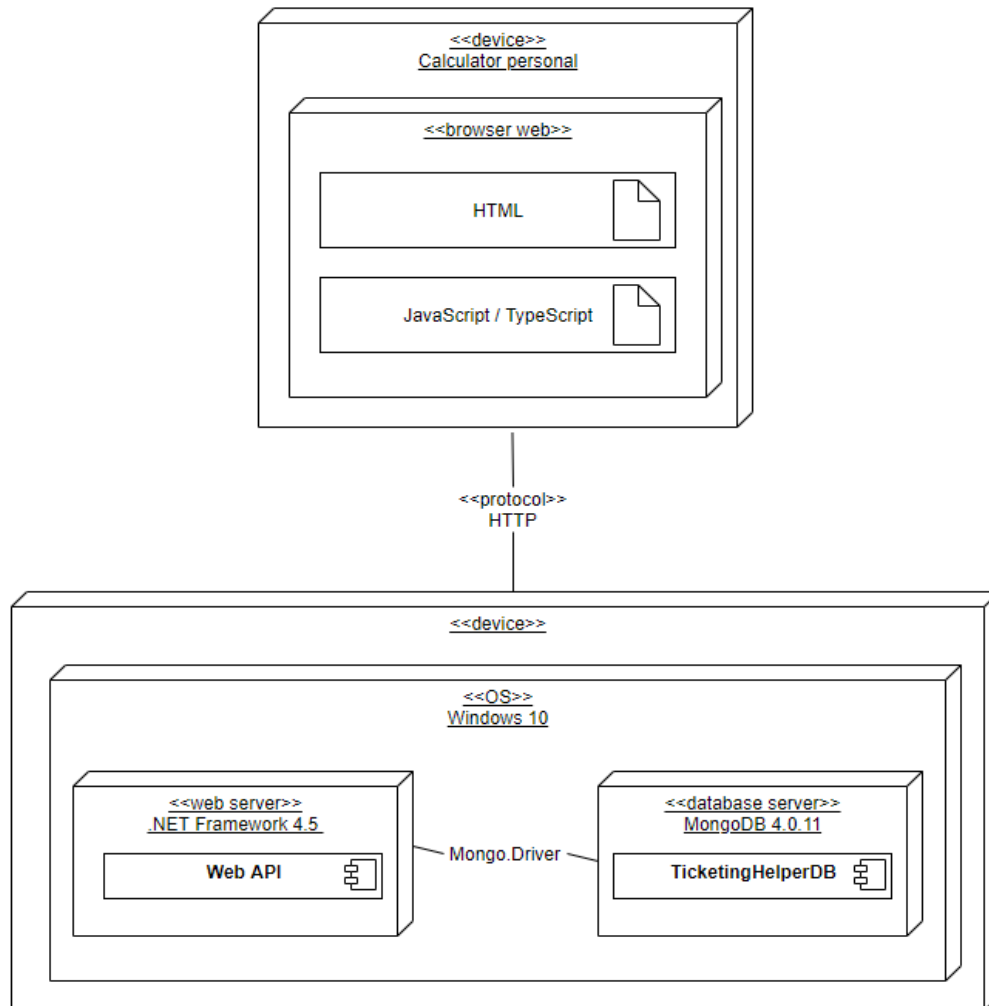 <<device>>
Calculator personal
<<browser web>>
HTML
JavaScript / TypeScript
<<protocol>>
HTTP
<<device>>
<<OS>>
Windows 10
<<web server>>
.NET Framework 4.5
Web API
Mongo.Driver
<<database server>>
MongoDB 4.0.11
TicketingHelperDB